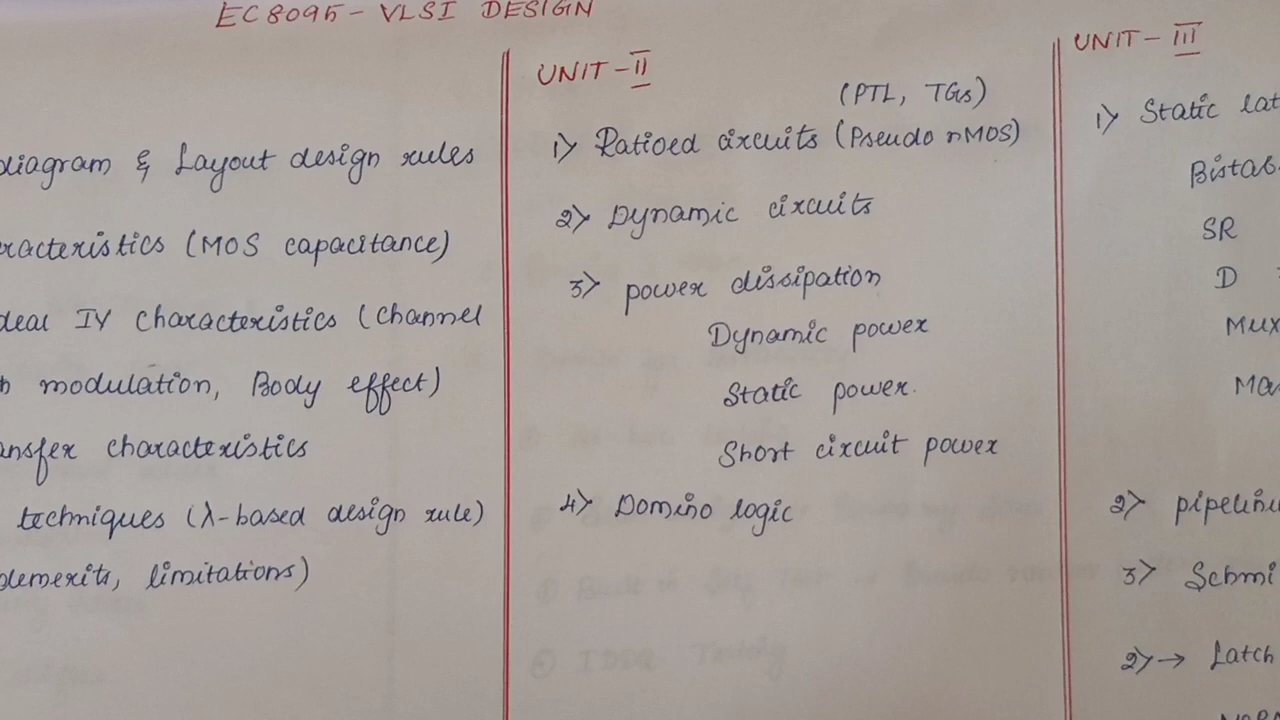 EC8095 - VLSI DESIGN
diagram & Layout design rules
racteristics (MOS capacitance)
deal IV characteristics (channel
h modulation, Body effect)
ansfer characteristics
techniques (λ-based design rule)
demerits, limitations)
UNIT - II
(PTL, TGs)
1) Ratioed circuits (Pseudo nMOS)
2) Dynamic circuits
3) power dissipation
Dynamic power
Static power.
Short circuit power
4) Domino logic
UNIT - III
1) Static lat
Bistab
SR
D
Mux
Ma
2) pipelin
3) Schmi
2) → Latch